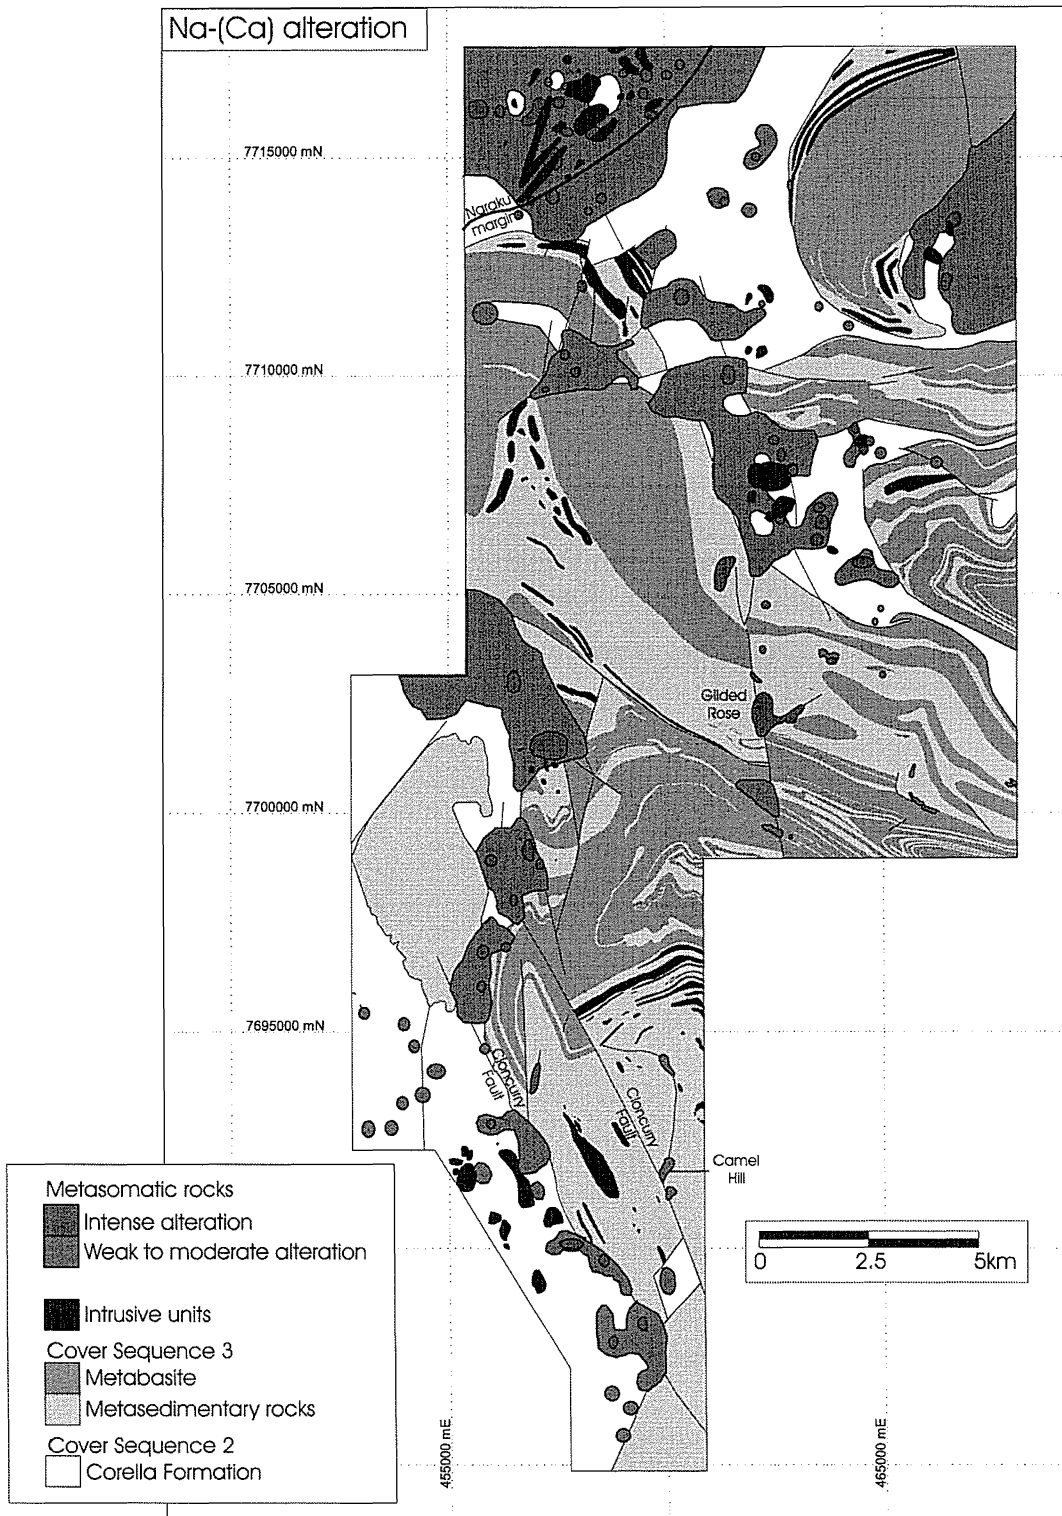 Na-(Ca) alteration
7715000 mN
Naraku
margin
7710000 mN
7705000 mN
Gilded
Rose
7700000 mN
7695000 mN
Cloncurry
Fault
Cloncurry
Fault
Camel
Hill
Metasomatic rocks
Intense alteration
Weak to moderate alteration
Intrusive units
Cover Sequence 3
Metabasite
Metasedimentary rocks
Cover Sequence 2
Corella Formation
0 2.5 5km
455000 mE
465000 mE